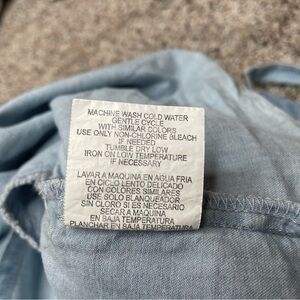 MACHINE WASH COLD WATER
GENTLE CYCLE
WITH SIMILAR COLORS
USE ONLY NON-CHLORINE BLEACH
IF NEEDED
TUMBLE DRY LOW
IRON ON LOW TEMPERATURE
IF NECESSARY
LAVAR A MAQUINA EN AGUA FRIA
EN CICLO LENTO DELICADO
CON COLORES SIMILARES
USE SOLO BLANQUEADOR
SIN CLORO SI ES NECESARIO
SECAR A MAQUINA
EN BAJA TEMPERATURA
PLANCHAR EN BAJA TEMPERATURA